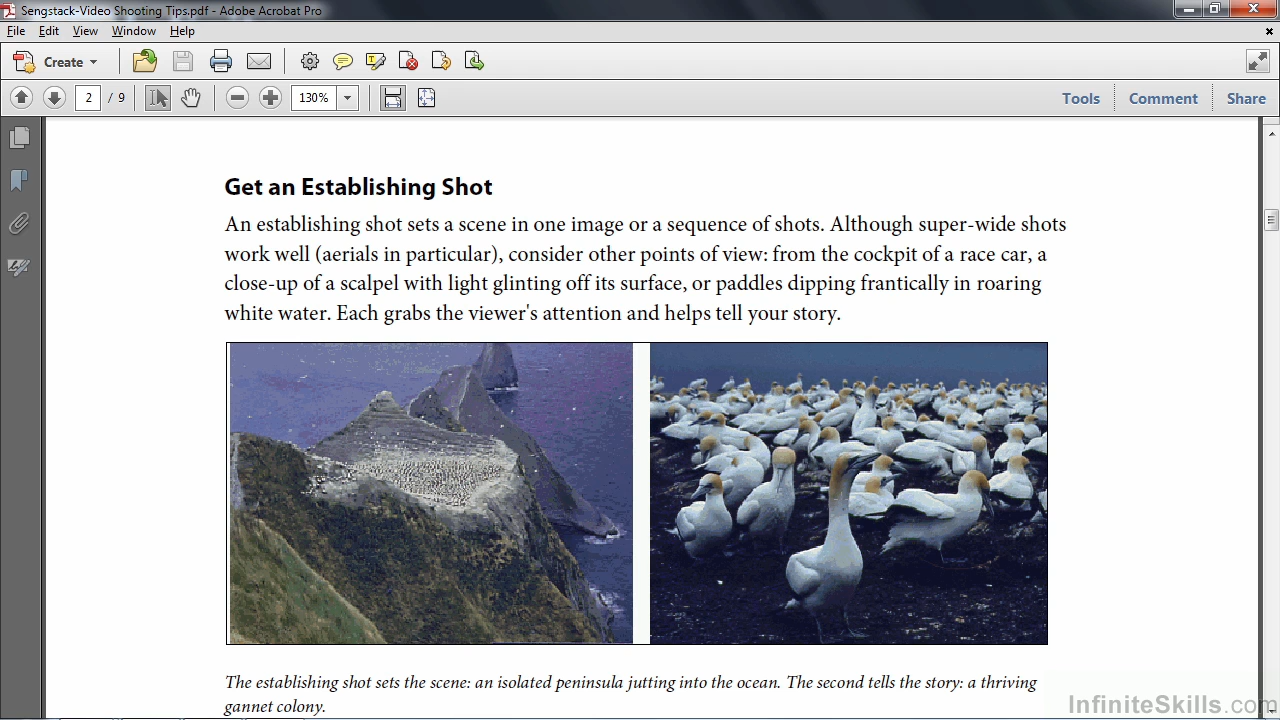 Sengstack-Video Shooting Tips.pdf - Adobe Acrobat Pro
File Edit View Window Help
Create
2 / 9 130% Tools Comment Share
Get an Establishing Shot
An establishing shot sets a scene in one image or a sequence of shots. Although super-wide shots
work well (aerials in particular), consider other points of view: from the cockpit of a race car, a
close-up of a scalpel with light glinting off its surface, or paddles dipping frantically in roaring
white water. Each grabs the viewer's attention and helps tell your story.
The establishing shot sets the scene: an isolated peninsula jutting into the ocean. The second tells the story: a thriving
gannet colony.
InfiniteSkills.com